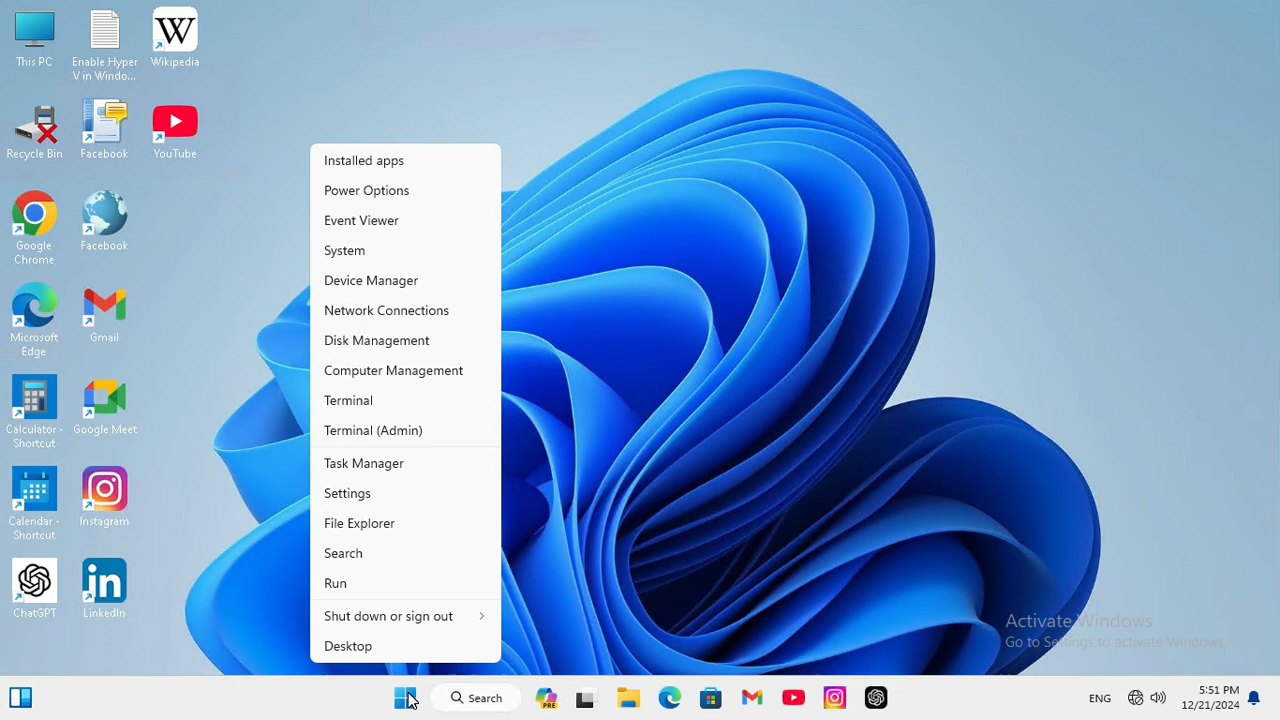 This PC
Enable Hyper
V in Windo...
Wikipedia
Recycle Bin
Facebook
YouTube
Google
Chrome
Facebook
Microsoft
Edge
Gmail
Calculator -
Shortcut
Google Meet
Calendar -
Shortcut
Instagram
ChatGPT
LinkedIn
Installed apps
Power Options
Event Viewer
System
Device Manager
Network Connections
Disk Management
Computer Management
Terminal
Terminal (Admin)
Task Manager
Settings
File Explorer
Search
Run
Shut down or sign out
Desktop
Activate Windows
Go to Settings to activate Windows.
Search
PRE
ENG
5:51 PM
12/21/2024